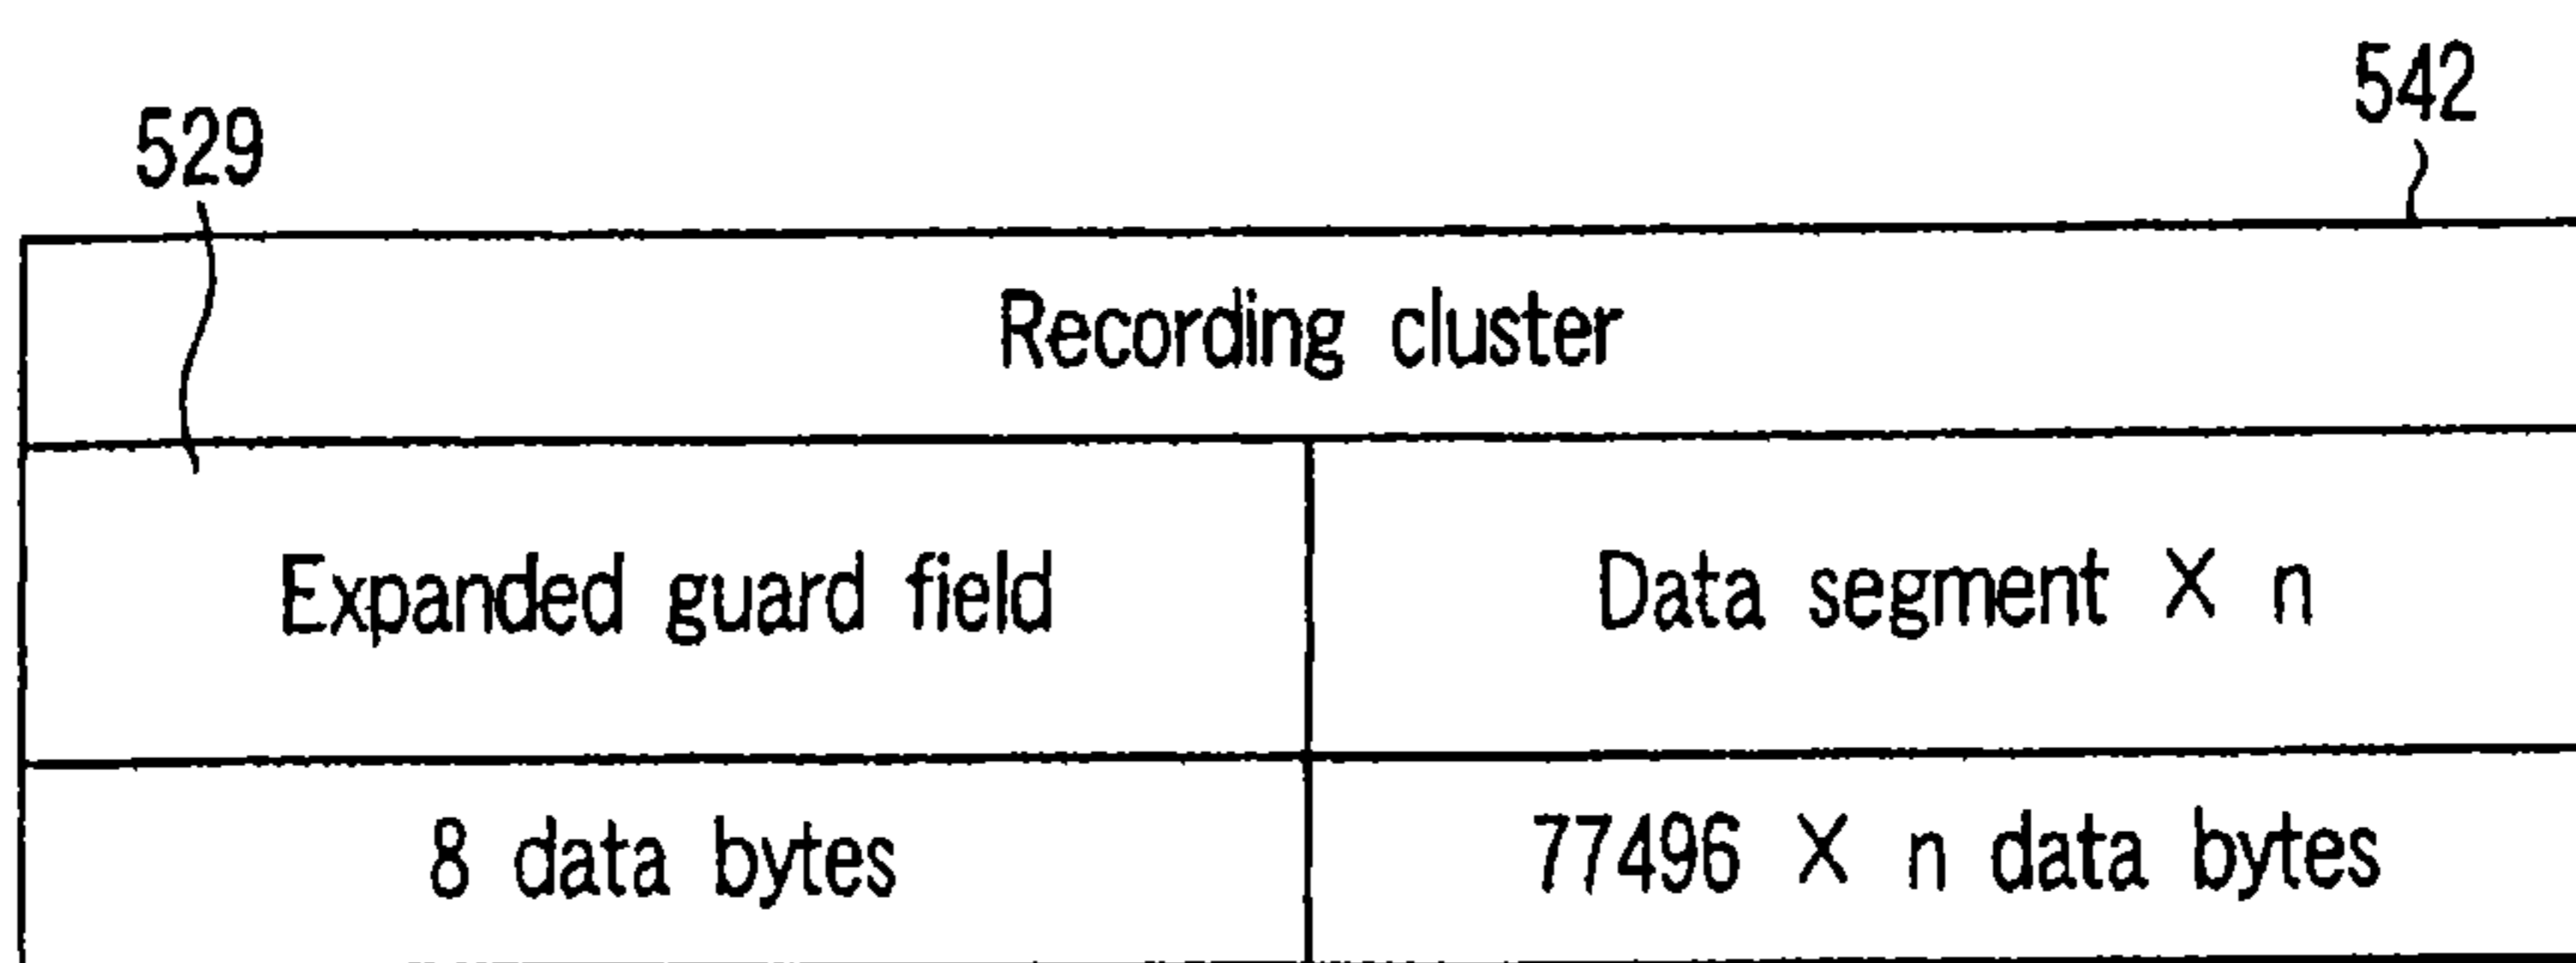 542
529
Recording cluster
Expanded guard field
Data segment X n
8 data bytes
77496 X n data bytes